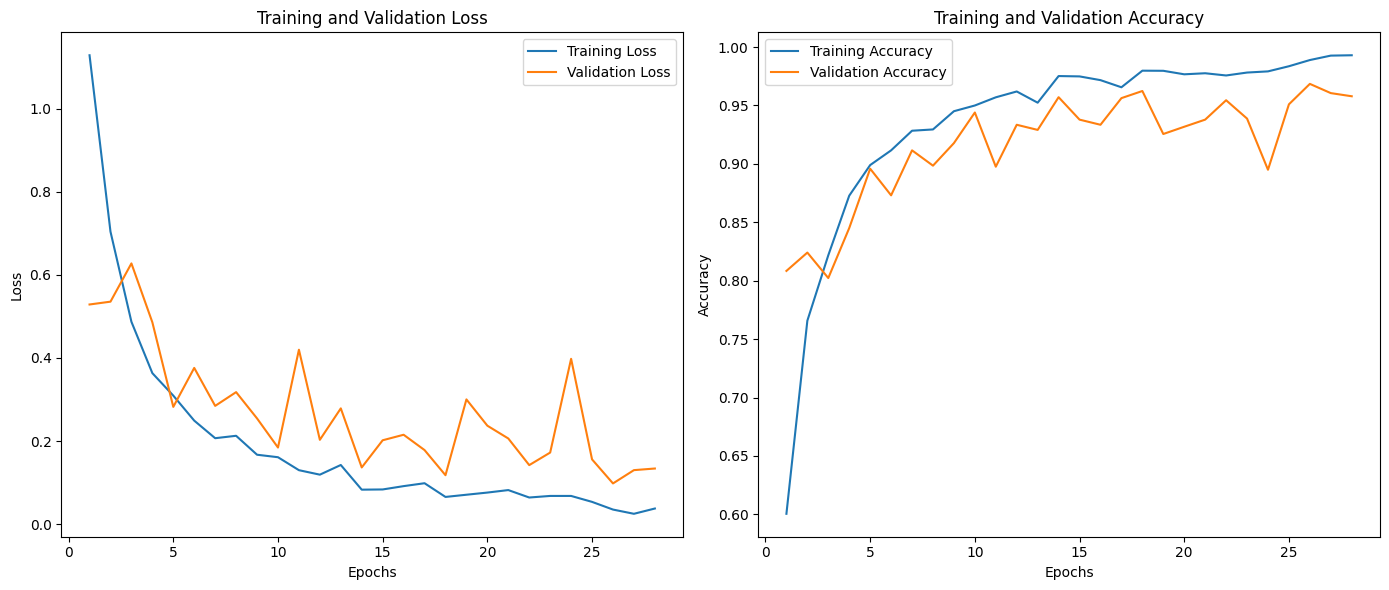 Training and Validation Loss
Training Loss
Validation Loss
1.0
0.8
0.6
0.4
0.2
0.0
Loss
0
5
10
15
20
25
Epochs
Training and Validation Accuracy
Training Accuracy
Validation Accuracy
1.00
0.95
0.90
0.85
0.80
0.75
0.70
0.65
0.60
Accuracy
0
5
10
15
20
25
Epochs